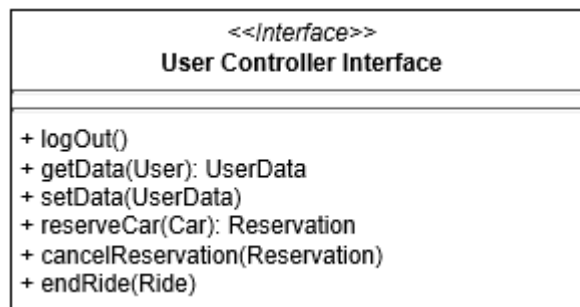 <<Interface>>
User Controller Interface
+ logOut()
+ getData(User): UserData
+ setData(UserData)
+ reserveCar(Car): Reservation
+ cancelReservation(Reservation)
+ endRide(Ride)